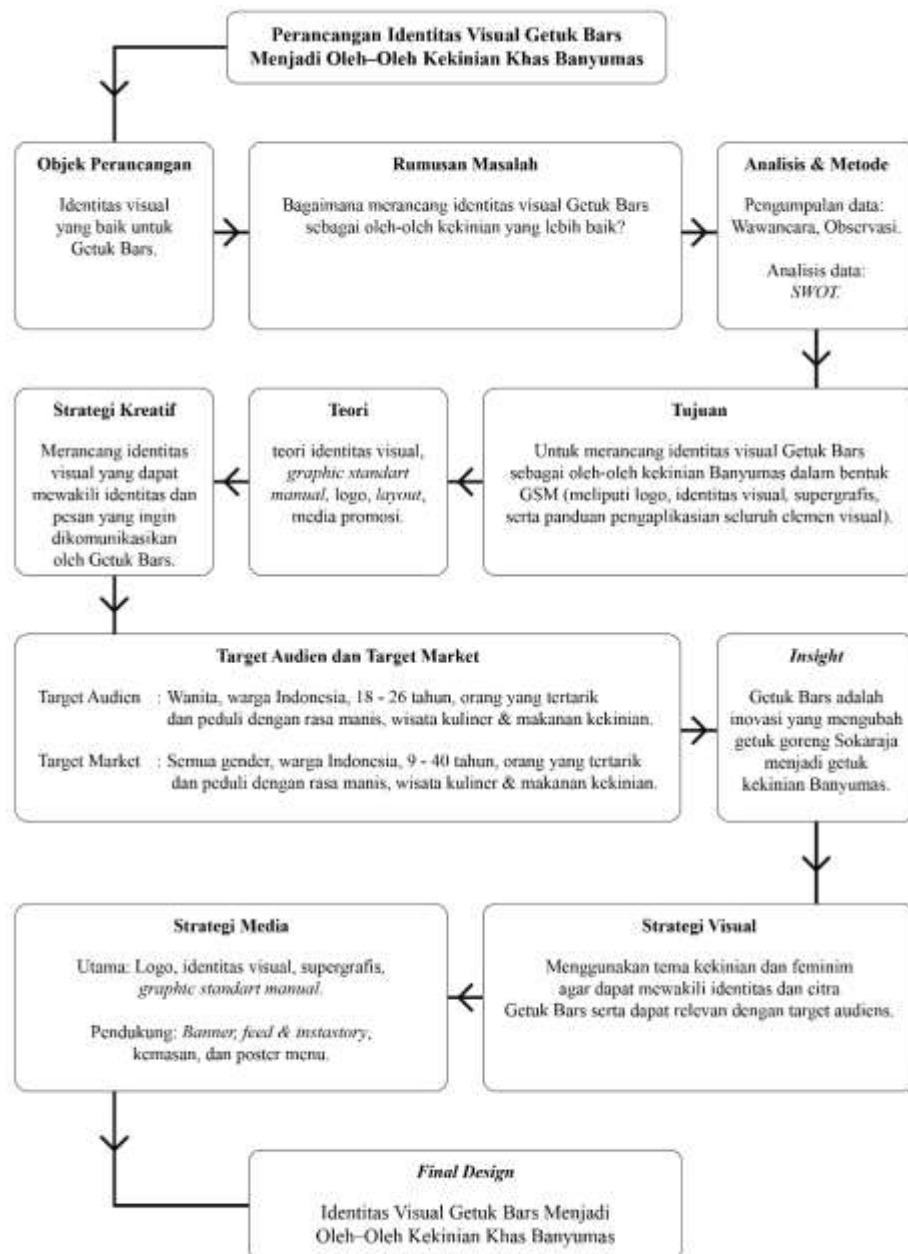 Perancangan Identitas Visual Getuk Bars
Menjadi Oleh–Oleh Kekinian Khas Banyumas
Objek Perancangan
Identitas visual
yang baik untuk
Getuk Bars.
Rumusan Masalah
Bagaimana merancang identitas visual Getuk Bars
sebagai oleh-oleh kekinian yang lebih baik?
Analisis & Metode
Pengumpulan data:
Wawancara, Observasi.
Analisis data:
SWOT.
Strategi Kreatif
Merancang identitas
visual yang dapat
mewakili identitas dan
pesan yang ingin
dikomunikasikan
oleh Getuk Bars.
Teori
teori identitas visual,
graphic standart
manual, logo, layout,
media promosi.
Tujuan
Untuk merancang identitas visual Getuk Bars
sebagai oleh-oleh kekinian Banyumas dalam bentuk
GSM (meliputi logo, identitas visual, supergrafis,
serta panduan pengaplikasian seluruh elemen visual).
Target Audien dan Target Market
Target Audien : Wanita, warga Indonesia, 18 - 26 tahun, orang yang tertarik
dan peduli dengan rasa manis, wisata kuliner & makanan kekinian.
Target Market : Semua gender, warga Indonesia, 9 - 40 tahun, orang yang tertarik
dan peduli dengan rasa manis, wisata kuliner & makanan kekinian.
Insight
Getuk Bars adalah
inovasi yang mengubah
getuk goreng Sokaraja
menjadi getuk
kekinian Banyumas.
Strategi Media
Utama: Logo, identitas visual, supergrafis,
graphic standart manual.
Pendukung: Banner, feed & instastory,
kemasan, dan poster menu.
Strategi Visual
Menggunakan tema kekinian dan feminim
agar dapat mewakili identitas dan citra
Getuk Bars serta dapat relevan dengan target audiens.
Final Design
Identitas Visual Getuk Bars Menjadi
Oleh–Oleh Kekinian Khas Banyumas